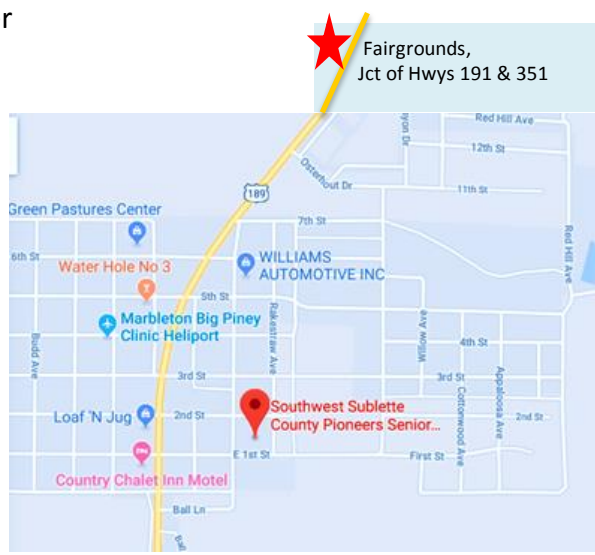 r
Fairgrounds,
Jct of Hwys 191 & 351
Red Hill Ave
12th St
Osterhout Dr
11th St
189
Green Pastures Center
7th St
6th St
WILLIAMS
AUTOMOTIVE INC
Red Hill Ave
Water Hole No 3
5th St
Marbleton Big Piney
Clinic Heliport
Rakestraw Ave
Willow Ave
4th St
Budd Ave
3rd St
3rd St
Appaloosa Ave
Cottonwood Ave
Loaf 'N Jug
2nd St
Southwest Sublette
County Pioneers Senior...
2nd St
E 1st St
First St
Country Chalet Inn Motel
Ball Ln
Ball